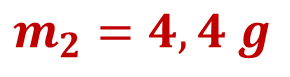 m₂ = 4,4 g